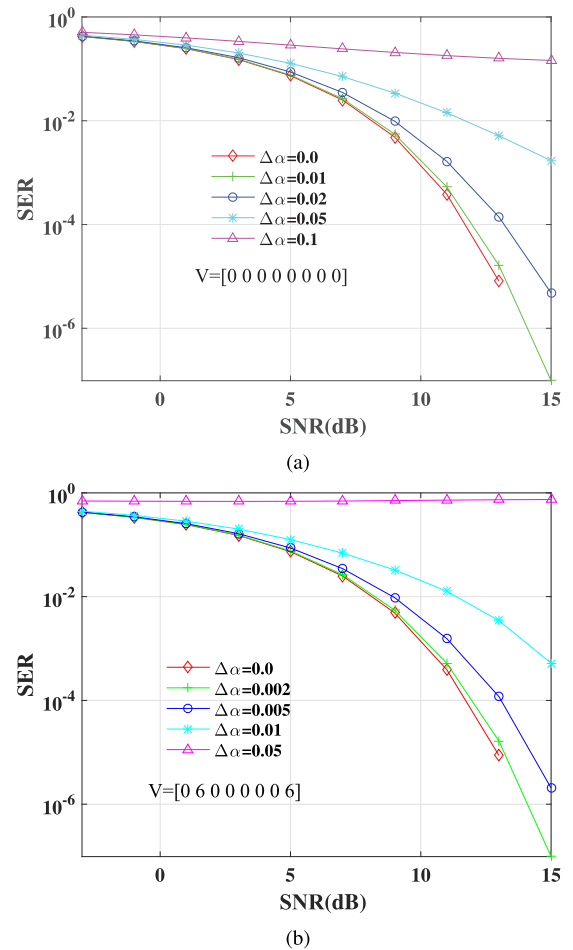 10^0
10^-2
10^-4
10^-6
SER
Δα=0.0
Δα=0.01
Δα=0.02
Δα=0.05
Δα=0.1
V=[0 0 0 0 0 0 0 0]
0 5 10 15
SNR(dB)
(a)
10^0
10^-2
10^-4
10^-6
SER
Δα=0.0
Δα=0.002
Δα=0.005
Δα=0.01
Δα=0.05
V=[0 6 0 0 0 0 0 6]
0 5 10 15
SNR(dB)
(b)